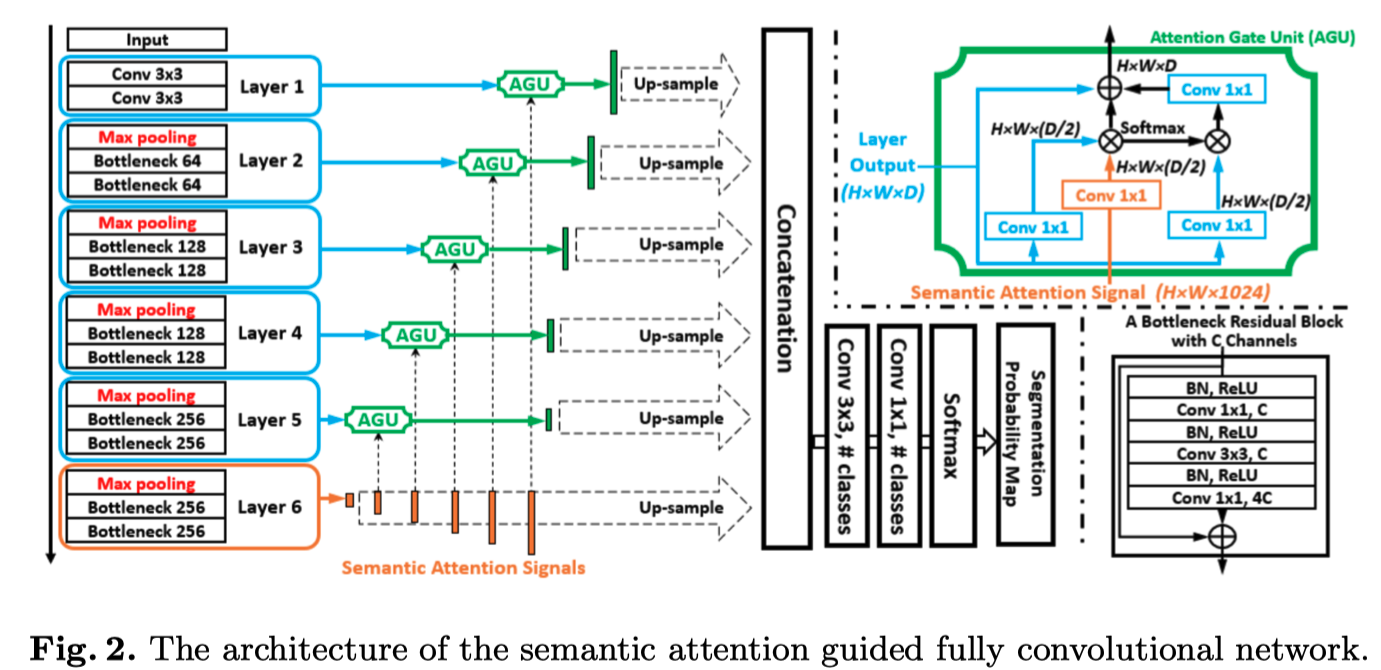 Input
Conv 3x3
Conv 3x3
Layer 1
AGU
Up-sample
Max pooling
Bottleneck 64
Bottleneck 64
Layer 2
AGU
Up-sample
Max pooling
Bottleneck 128
Bottleneck 128
Layer 3
AGU
Up-sample
Max pooling
Bottleneck 128
Bottleneck 128
Layer 4
AGU
Up-sample
Max pooling
Bottleneck 256
Bottleneck 256
Layer 5
AGU
Up-sample
Max pooling
Bottleneck 256
Bottleneck 256
Layer 6
Up-sample
Semantic Attention Signals
Concatenation
Attention Gate Unit (AGU)
H×W×D
Conv 1x1
H×W×(D/2)
Softmax
Layer
Output
(H×W×D)
H×W×(D/2)
Conv 1x1
H×W×(D/2)
Conv 1x1
Conv 1x1
Semantic Attention Signal (H×W×1024)
Conv 3x3, # classes
Conv 1x1, # classes
Softmax
Segmentation
Probability Map
A Bottleneck Residual Block
with C Channels
BN, ReLU
Conv 1x1, C
BN, ReLU
Conv 3x3, C
BN, ReLU
Conv 1x1, 4C
Fig. 2. The architecture of the semantic attention guided fully convolutional network.